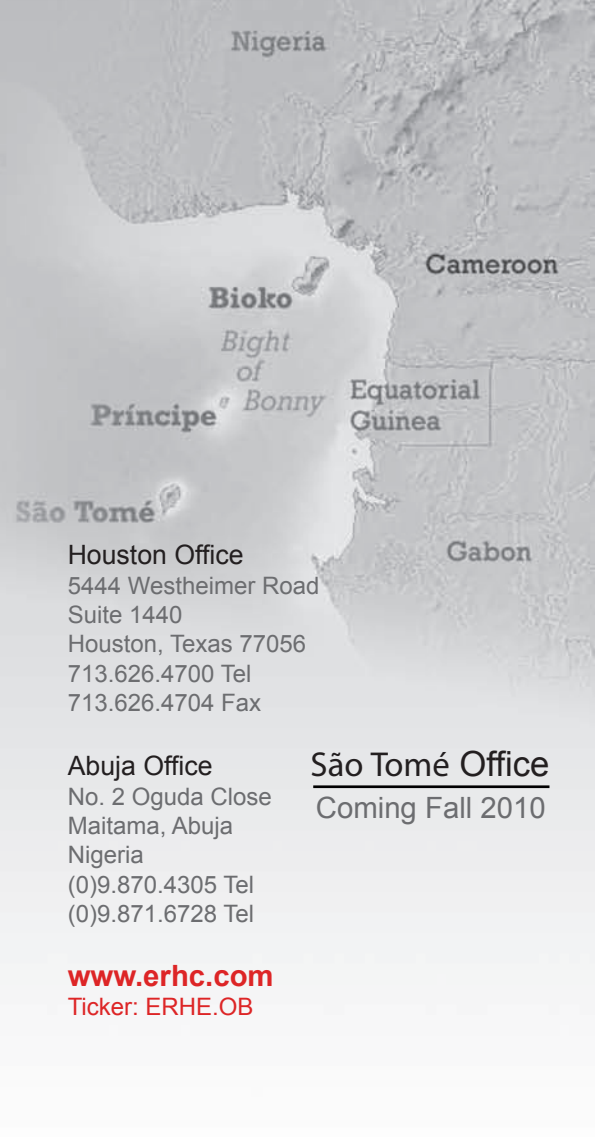 Nigeria
Cameroon
Bioko
Bight
of
Bonny
Equatorial
Guinea
Príncipe
São Tomé
Gabon
Houston Office
5444 Westheimer Road
Suite 1440
Houston, Texas 77056
713.626.4700 Tel
713.626.4704 Fax
Abuja Office
No. 2 Oguda Close
Maitama, Abuja
Nigeria
(0)9.870.4305 Tel
(0)9.871.6728 Tel
São Tomé Office
Coming Fall 2010
www.erhc.com
Ticker: ERHE.OB